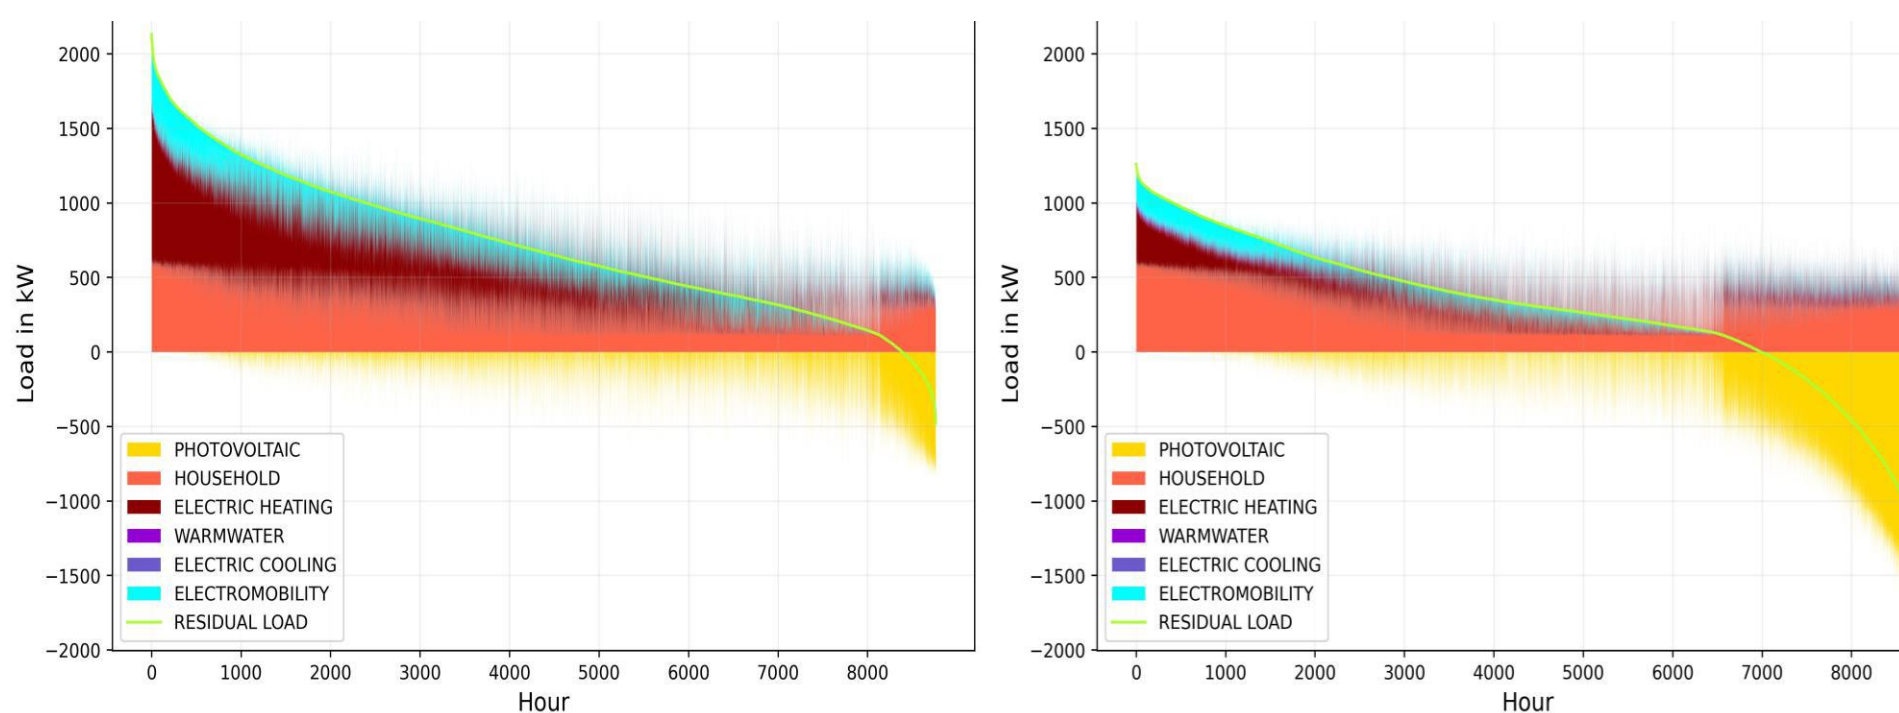 2000
1500
1000
500
0
−500
−1000
−1500
−2000
Load in kW
PHOTOVOLTAIC
HOUSEHOLD
ELECTRIC HEATING
WARMWATER
ELECTRIC COOLING
ELECTROMOBILITY
RESIDUAL LOAD
0 1000 2000 3000 4000 5000 6000 7000 8000
Hour
2000
1500
1000
500
0
−500
−1000
−1500
−2000
Load in kW
PHOTOVOLTAIC
HOUSEHOLD
ELECTRIC HEATING
WARMWATER
ELECTRIC COOLING
ELECTROMOBILITY
RESIDUAL LOAD
0 1000 2000 3000 4000 5000 6000 7000 8000
Hour